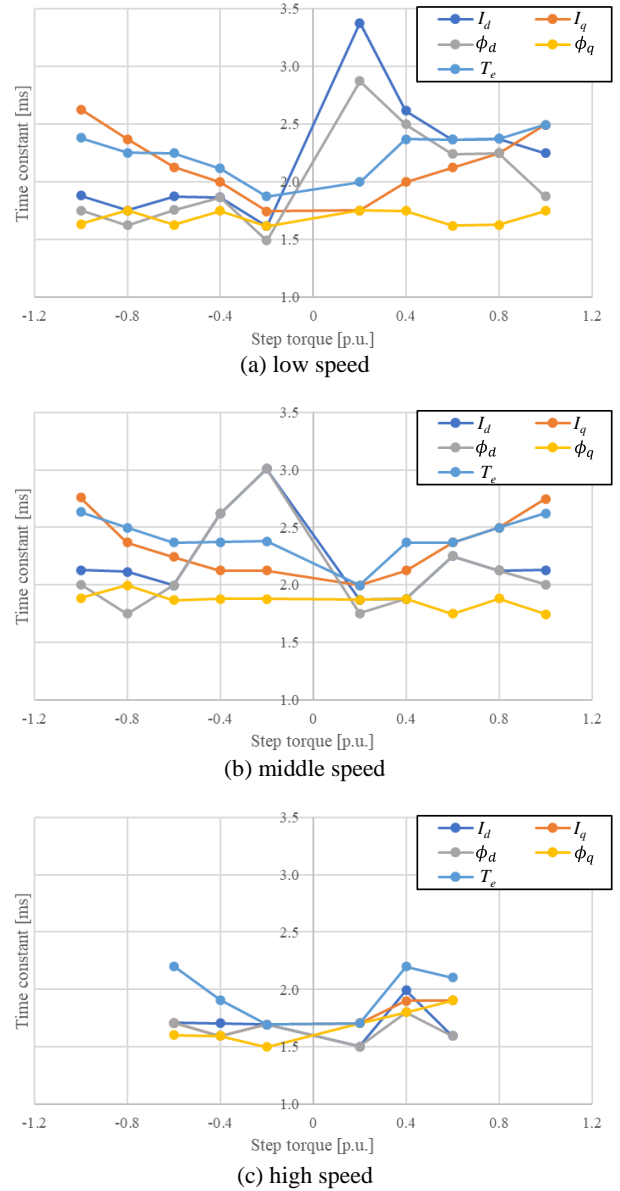 3.5
I_d
I_q
3.0
ϕ_d
ϕ_q
T_e
2.5
Time constant [ms]
2.0
1.5
1.0
-1.2
-0.8
-0.4
0
0.4
0.8
1.2
Step torque [p.u.]
(a) low speed
3.5
I_d
I_q
3.0
ϕ_d
ϕ_q
T_e
2.5
Time constant [ms]
2.0
1.5
1.0
-1.2
-0.8
-0.4
0
0.4
0.8
1.2
Step torque [p.u.]
(b) middle speed
3.5
I_d
I_q
3.0
ϕ_d
ϕ_q
T_e
2.5
Time constant [ms]
2.0
1.5
1.0
-1.2
-0.8
-0.4
0
0.4
0.8
1.2
Step torque [p.u.]
(c) high speed